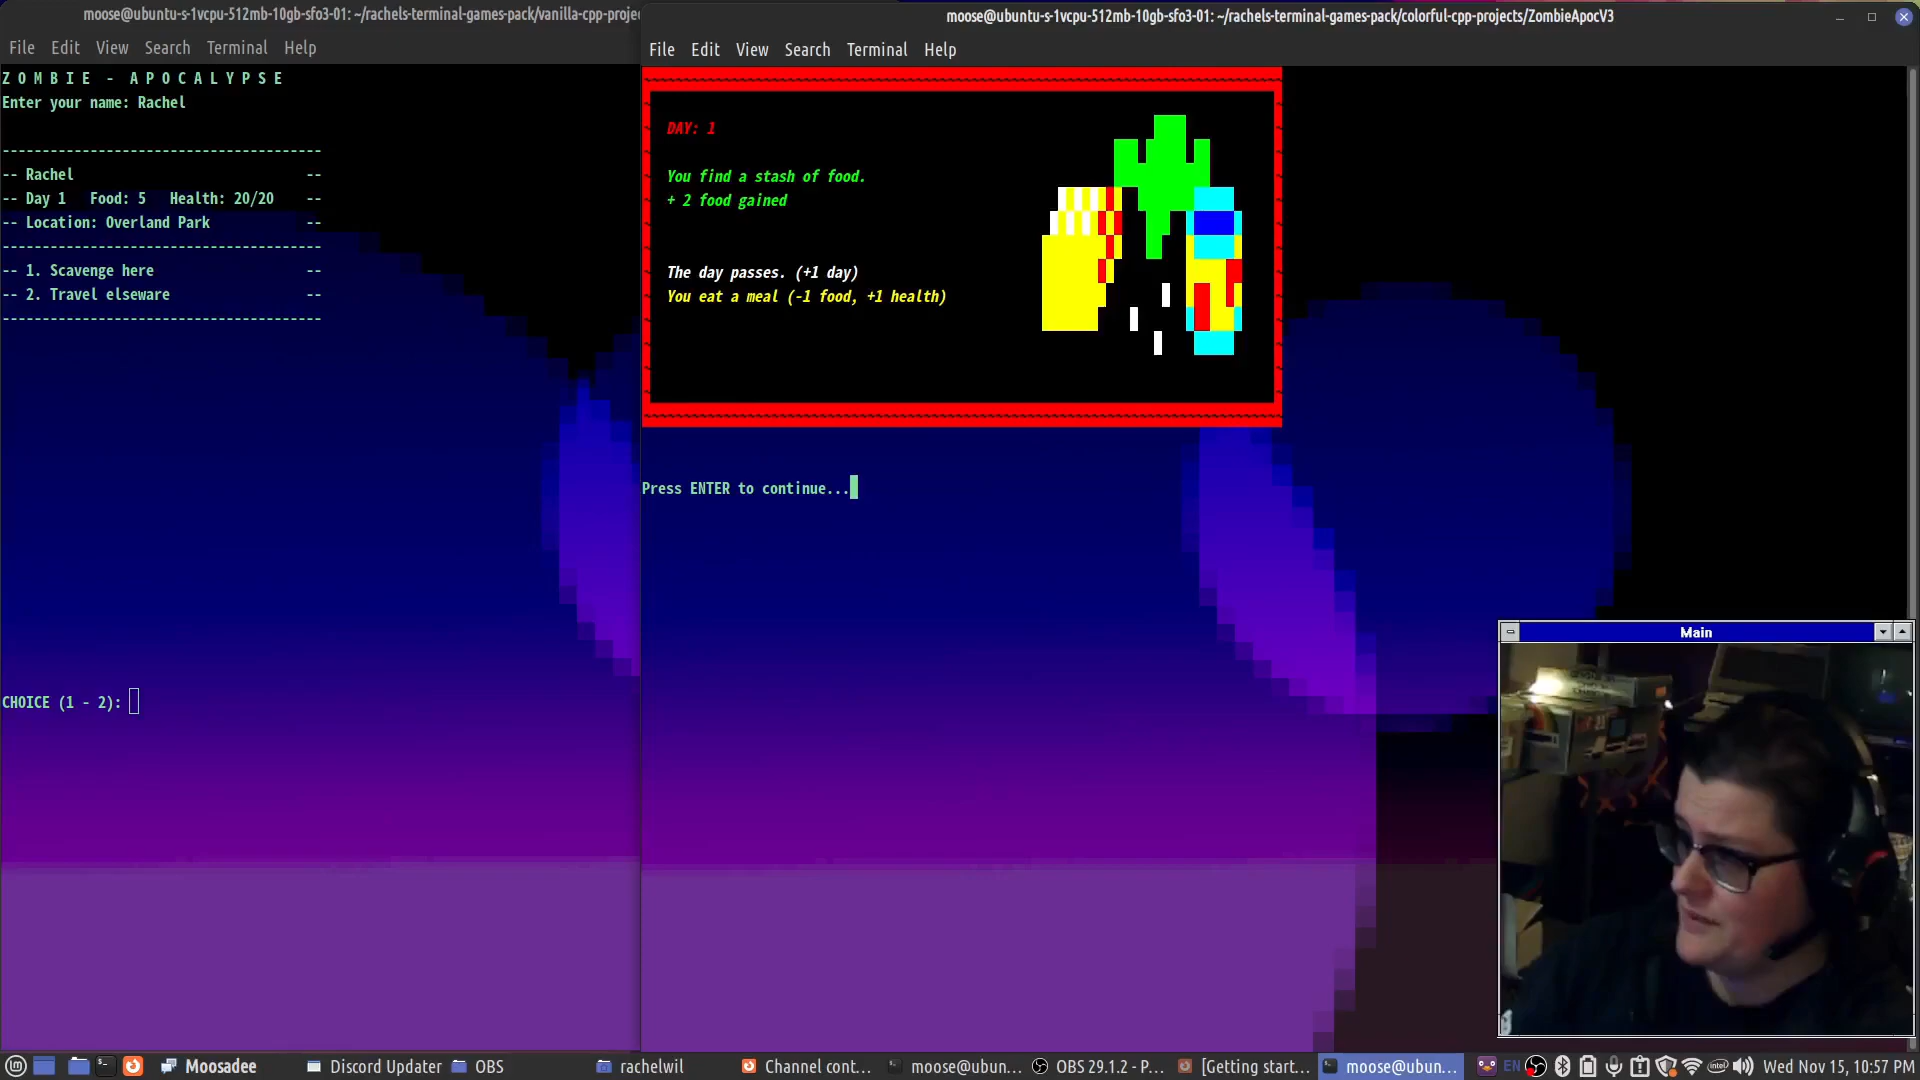 moose@ubuntu-s-1vcpu-512mb-10gb-sfo3-01: ~/rachels-terminal-games-pack/vanilla-cpp-proje
File Edit View Search Terminal Help
Z O M B I E - A P O C A L Y P S E
Enter your name: Rachel
----------------------------------------
-- Rachel --
-- Day 1 Food: 5 Health: 20/20 --
-- Location: Overland Park --
----------------------------------------
-- 1. Scavenge here --
-- 2. Travel elseware --
----------------------------------------
CHOICE (1 - 2):
moose@ubuntu-s-1vcpu-512mb-10gb-sfo3-01: ~/rachels-terminal-games-pack/colorful-cpp-projects/ZombieApocV3
File Edit View Search Terminal Help
DAY: 1
You find a stash of food.
+ 2 food gained
The day passes. (+1 day)
You eat a meal (-1 food, +1 health)
Press ENTER to continue...
Main
Moosadee
Discord Updater
OBS
rachelwil
Channel cont...
moose@ubun...
OBS 29.1.2 - P...
[Getting start...
moose@ubun...
EN
Wed Nov 15, 10:57 PM